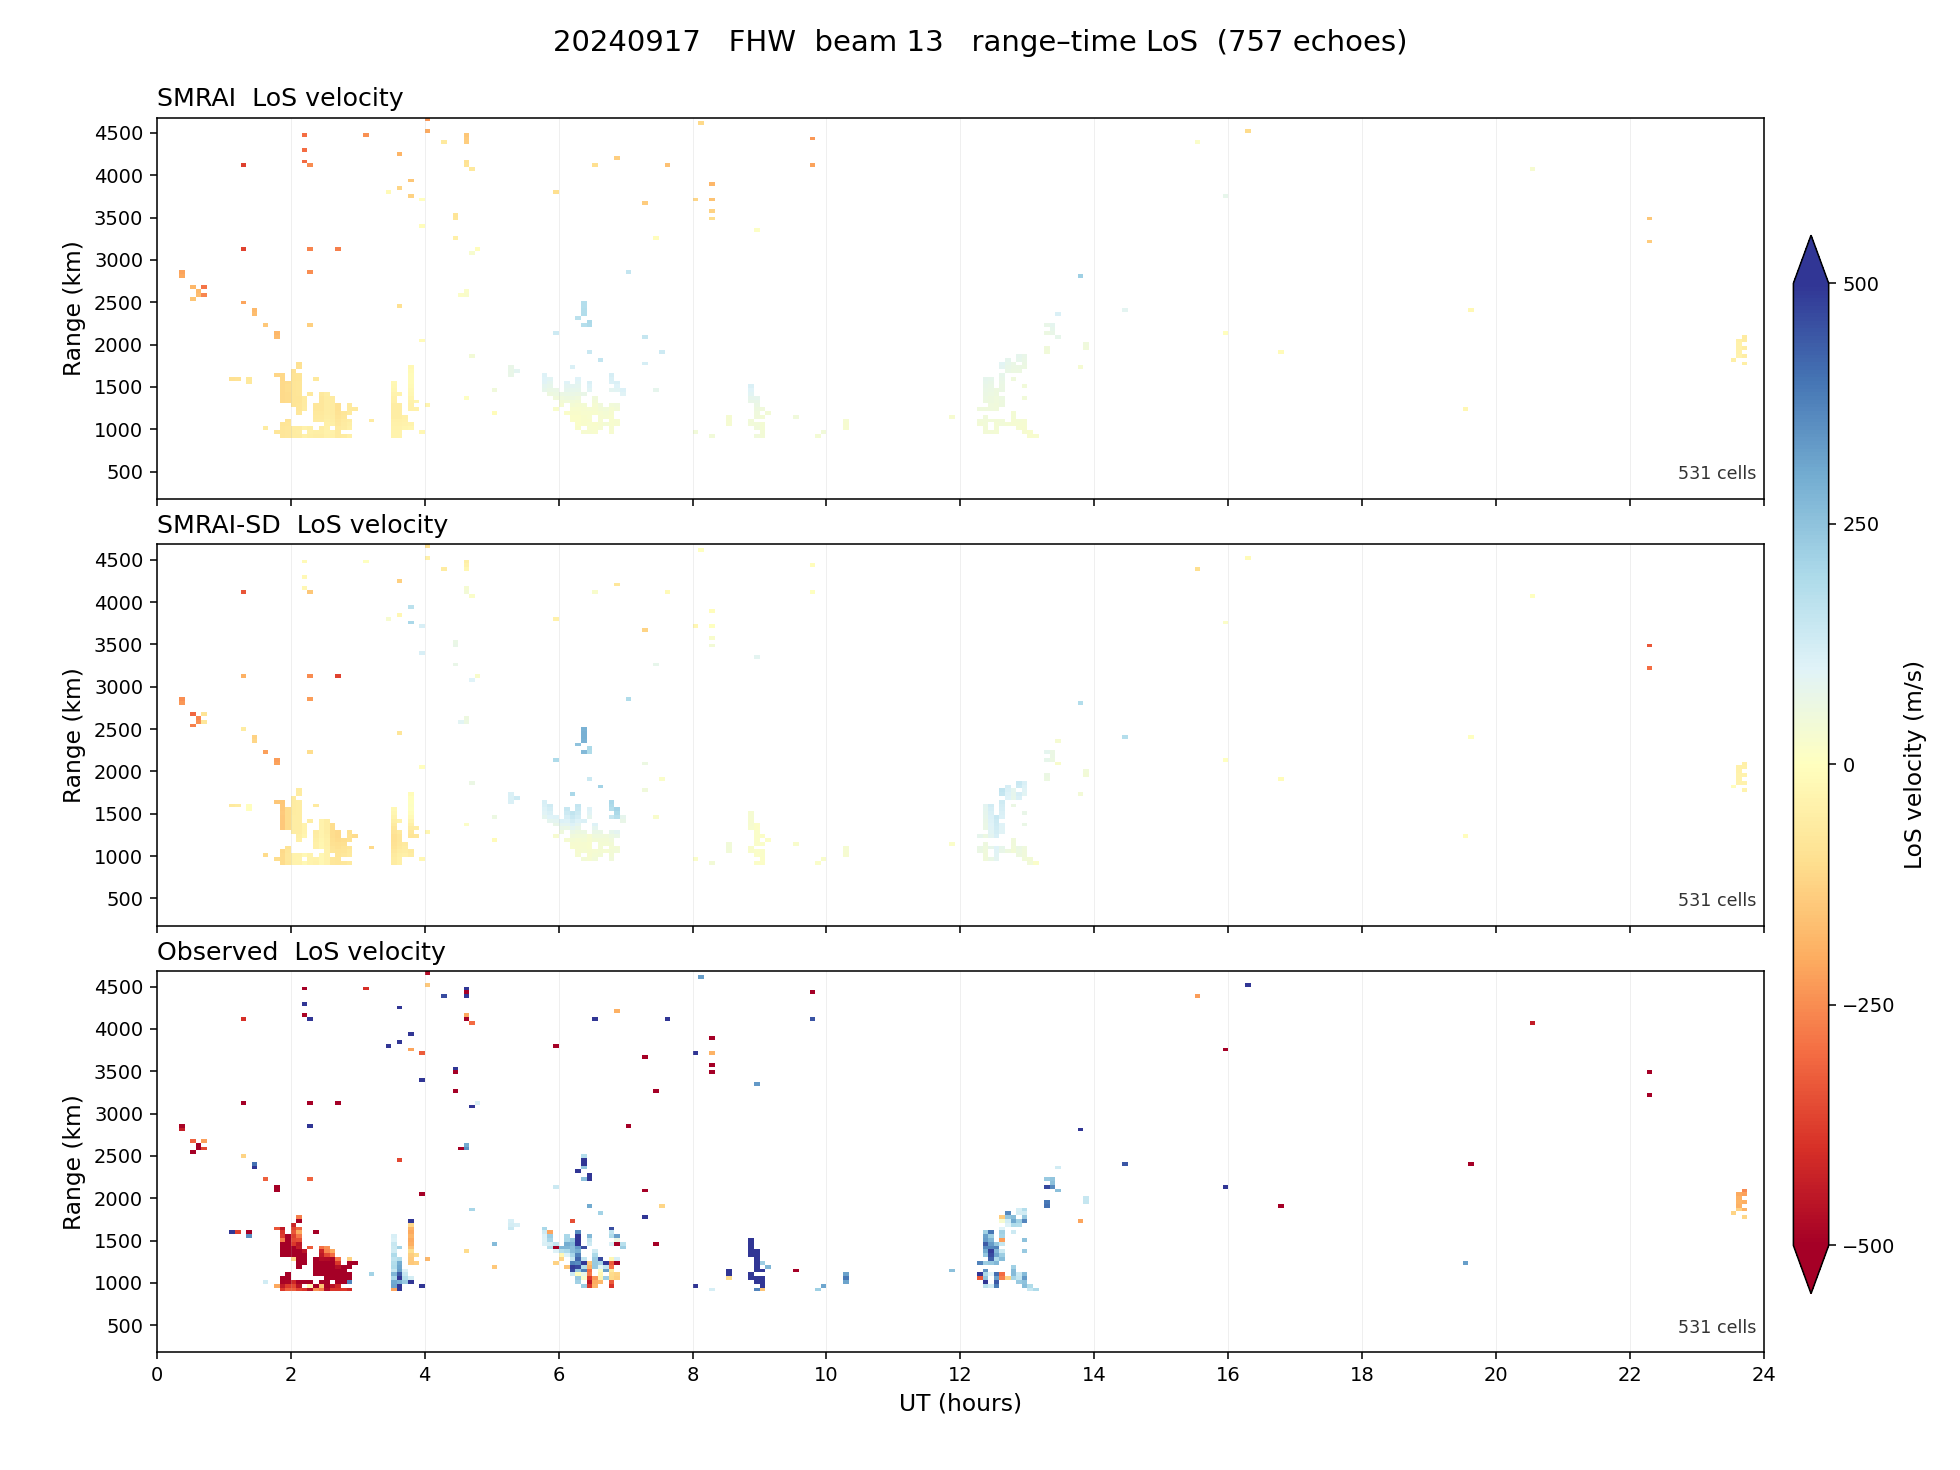 20240917   FHW  beam 13   range–time LoS  (757 echoes)
SMRAI  LoS velocity
4500
4000
3500
3000
2500
2000
1500
1000
500
Range (km)
531 cells
SMRAI-SD  LoS velocity
4500
4000
3500
3000
2500
2000
1500
1000
500
Range (km)
531 cells
Observed  LoS velocity
4500
4000
3500
3000
2500
2000
1500
1000
500
Range (km)
531 cells
0 2 4 6 8 10 12 14 16 18 20 22 24
UT (hours)
500
250
0
−250
−500
LoS velocity (m/s)